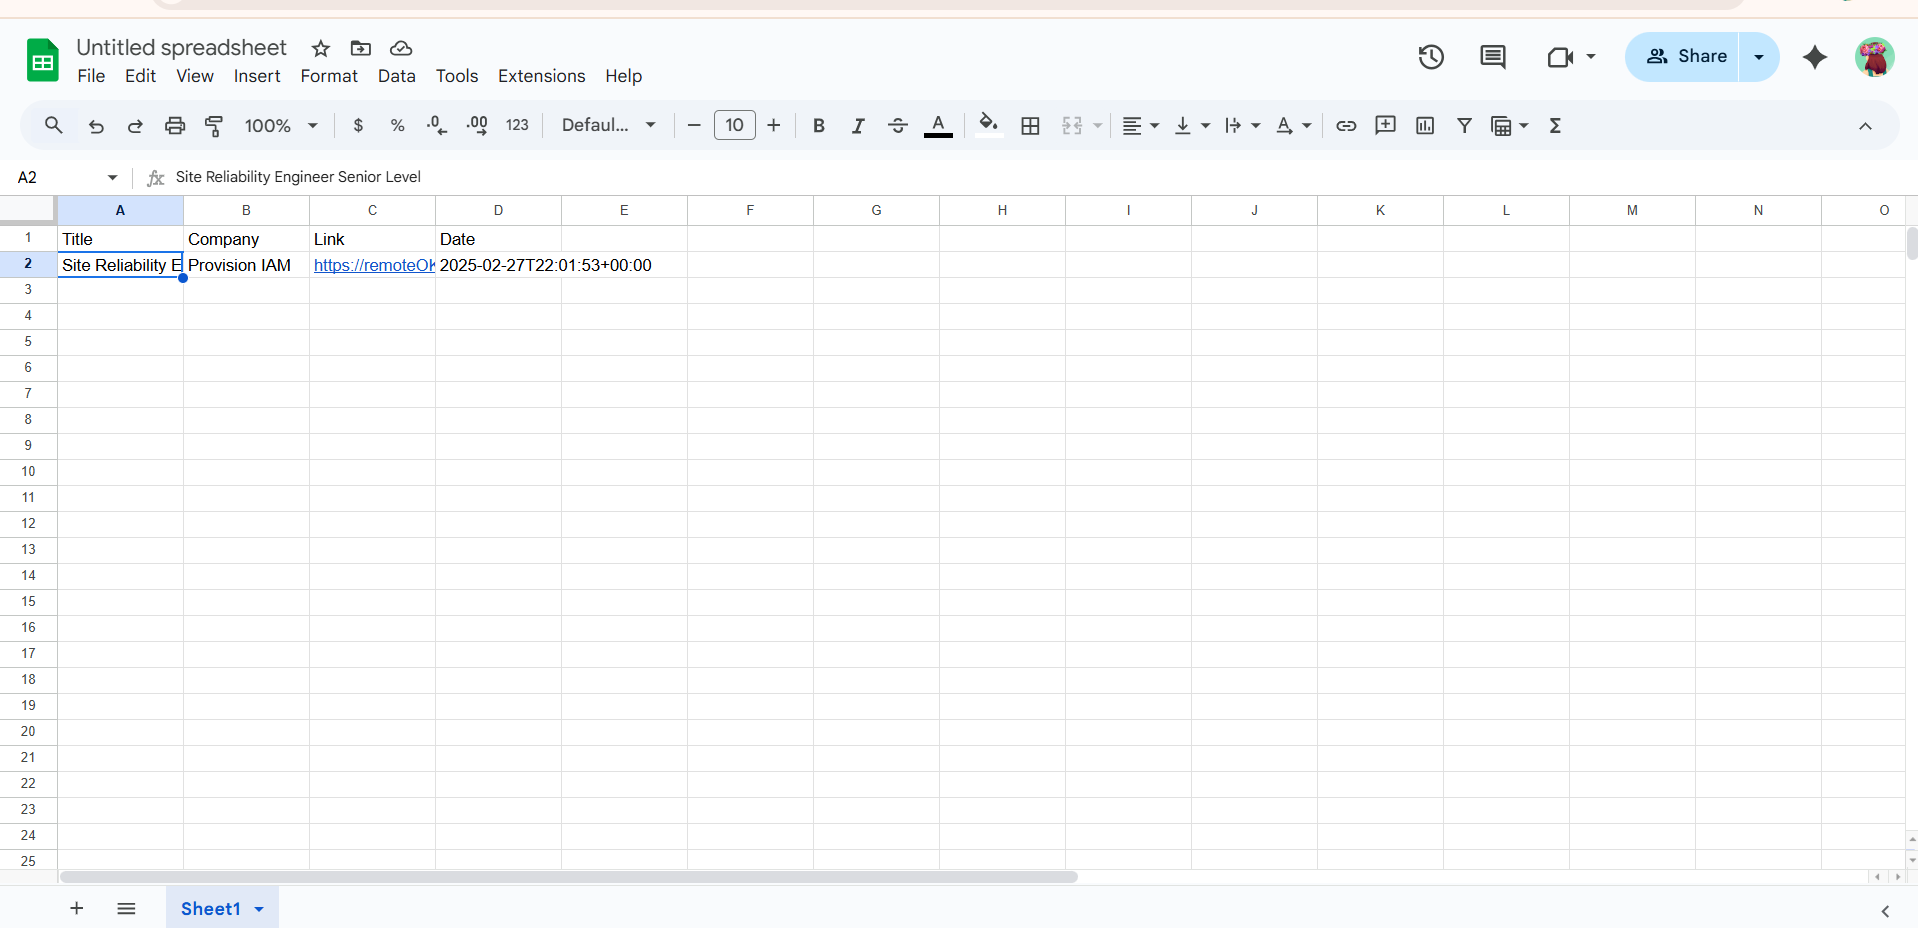 Untitled spreadsheet
File Edit View Insert Format Data Tools Extensions Help
Share
100% $ % .0 .00 123 Defaul... 10 B I S A
A2 fx Site Reliability Engineer Senior Level
A B C D E F G H I J K L M N O
1 Title Company Link Date
2 Site Reliability E Provision IAM https://remoteOK 2025-02-27T22:01:53+00:00
3
4
5
6
7
8
9
10
11
12
13
14
15
16
17
18
19
20
21
22
23
24
25
Sheet1